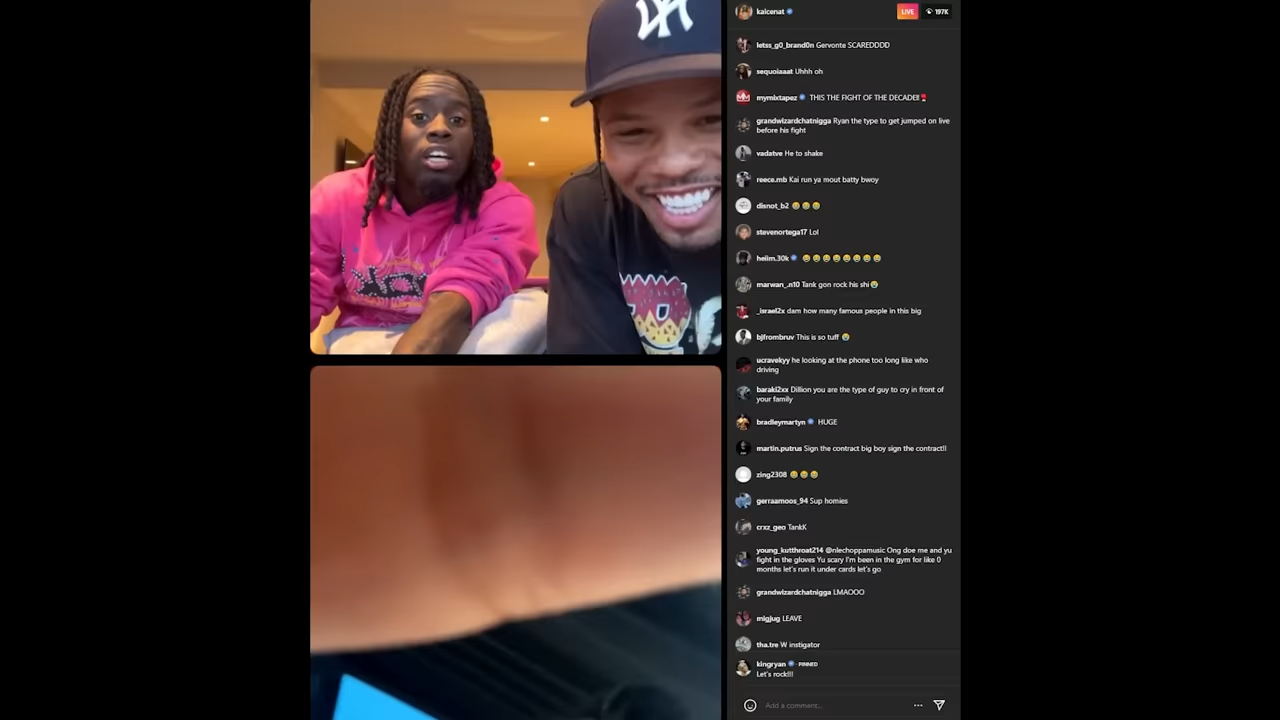 kaicenat
LIVE
197K
letss_g0_brand0n Gervonte SCAREDDDD
sequoiaaat Uhhh oh
mymixtapez THIS THE FIGHT OF THE DECADE‼️
grandwizardchatnigga Ryan the type to get jumped on live
before his fight
vadatve He to shake
reece.mb Kai run ya mout batty bwoy
disnot_b2 😂 😂 😂
stevenortega17 Lol
heiim.30k 😂 😂 😂 😂 😂 😂 😂 😂
marwan_.n10 Tank gon rock his shi😭
_israel2x dam how many famous people in this big
bjfrombruv This is so tuff 😭
ucravekyy he looking at the phone too long like who
driving
barakl2xx Dillion you are the type of guy to cry in front of
your family
bradleymartyn HUGE
martin.putrus Sign the contract big boy sign the contract!!
zing2308 😂 😂 😂
gerraamoos_94 Sup homies
crxz_geo TankK
young_kutthroat214 @nlechoppamusic Ong doe me and yu
fight in the gloves Yu scary I'm been in the gym for like 0
months let's run it under cards let's go
grandwizardchatnigga LMAOOO
migjug LEAVE
tha.tre W instigator
kingryan · PINNED
Let's rock!!!
Add a comment...